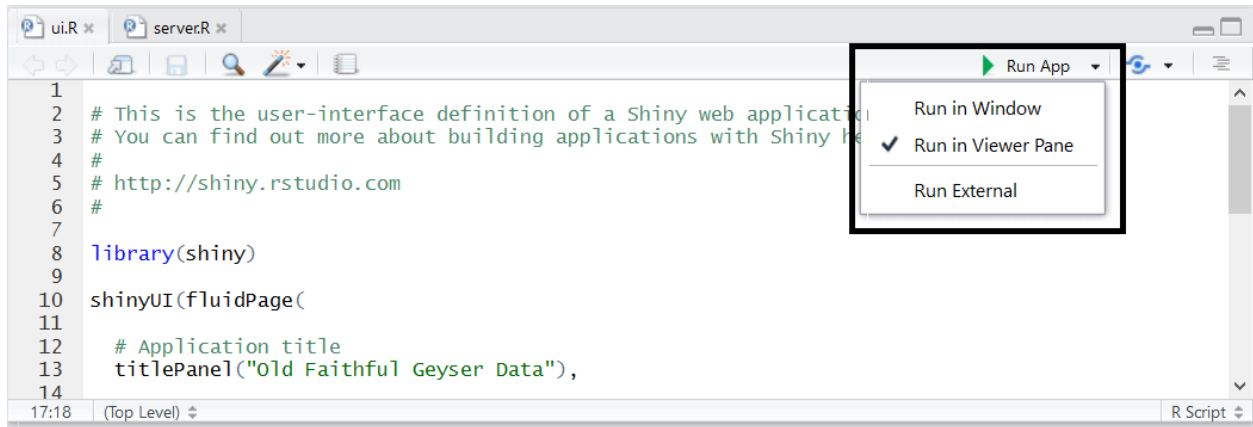 ui.R server.R
Run App
1
2 # This is the user-interface definition of a Shiny web applicatio
3 # You can find out more about building applications with Shiny he
4 #
5 # http://shiny.rstudio.com
6 #
7
8 library(shiny)
9
10 shinyUI(fluidPage(
11
12 # Application title
13 titlePanel("Old Faithful Geyser Data"),
14
Run in Window
Run in Viewer Pane
Run External
17:18 (Top Level) R Script